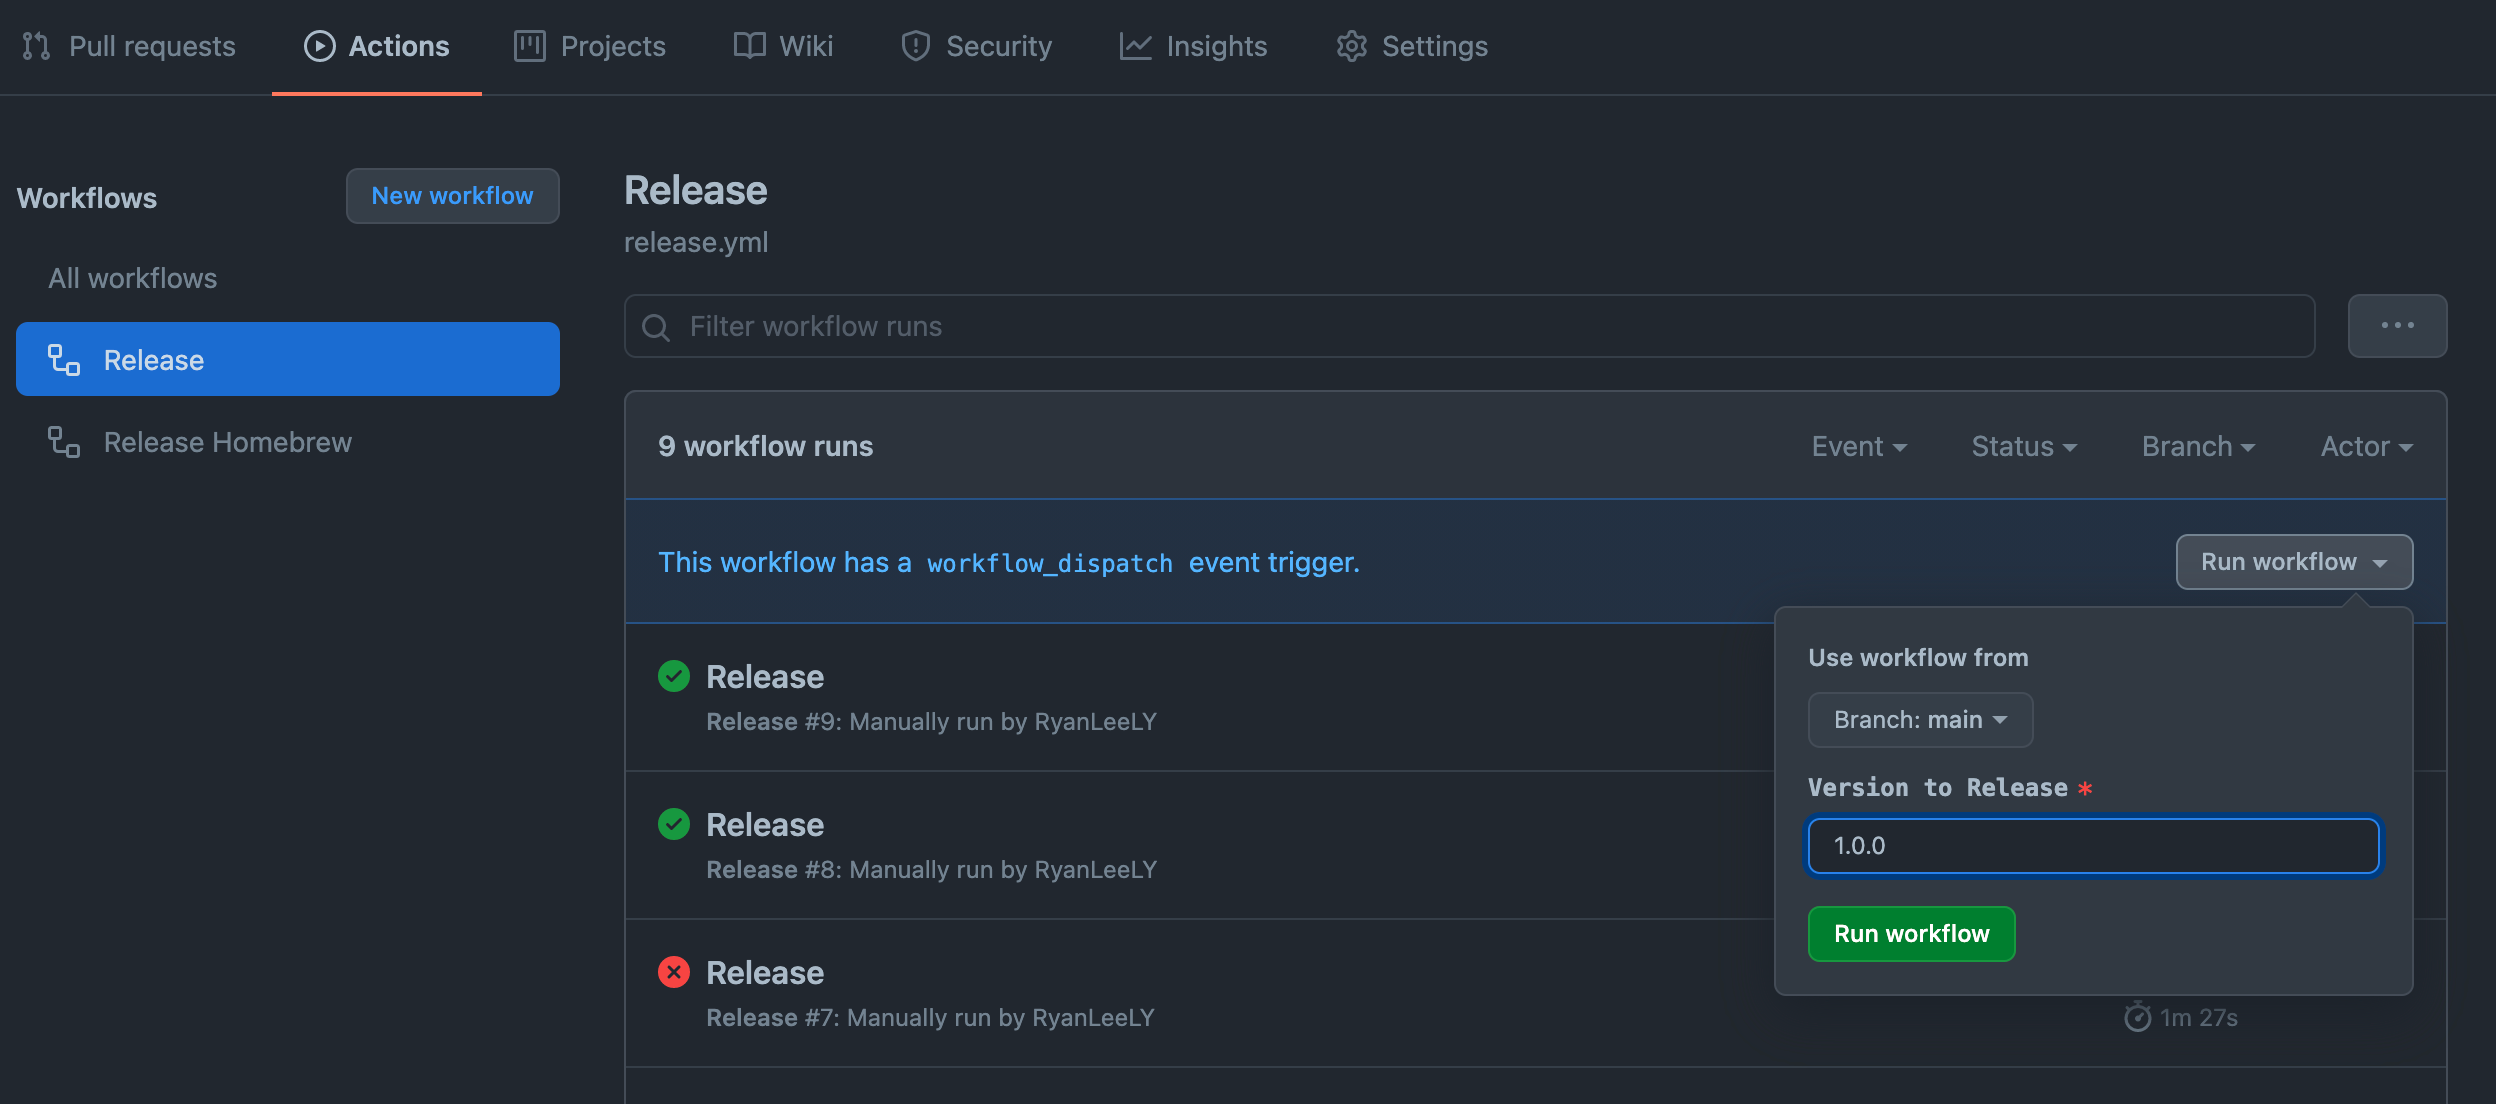 Pull requests
Actions
Projects
Wiki
Security
Insights
Settings
Workflows
New workflow
All workflows
Release
Release Homebrew
Release
release.yml
Filter workflow runs
9 workflow runs
Event
Status
Branch
Actor
This workflow has a workflow_dispatch event trigger.
Run workflow
Use workflow from
Branch: main
Version to Release *
1.0.0
Run workflow
Release
Release #9: Manually run by RyanLeeLY
Release
Release #8: Manually run by RyanLeeLY
Release
Release #7: Manually run by RyanLeeLY
1m 27s